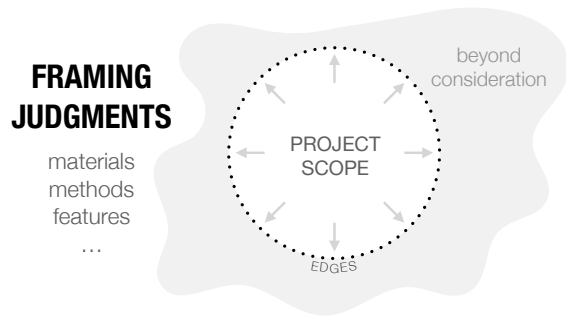 FRAMING
JUDGMENTS
materials
methods
features
…
beyond
consideration
PROJECT
SCOPE
EDGES